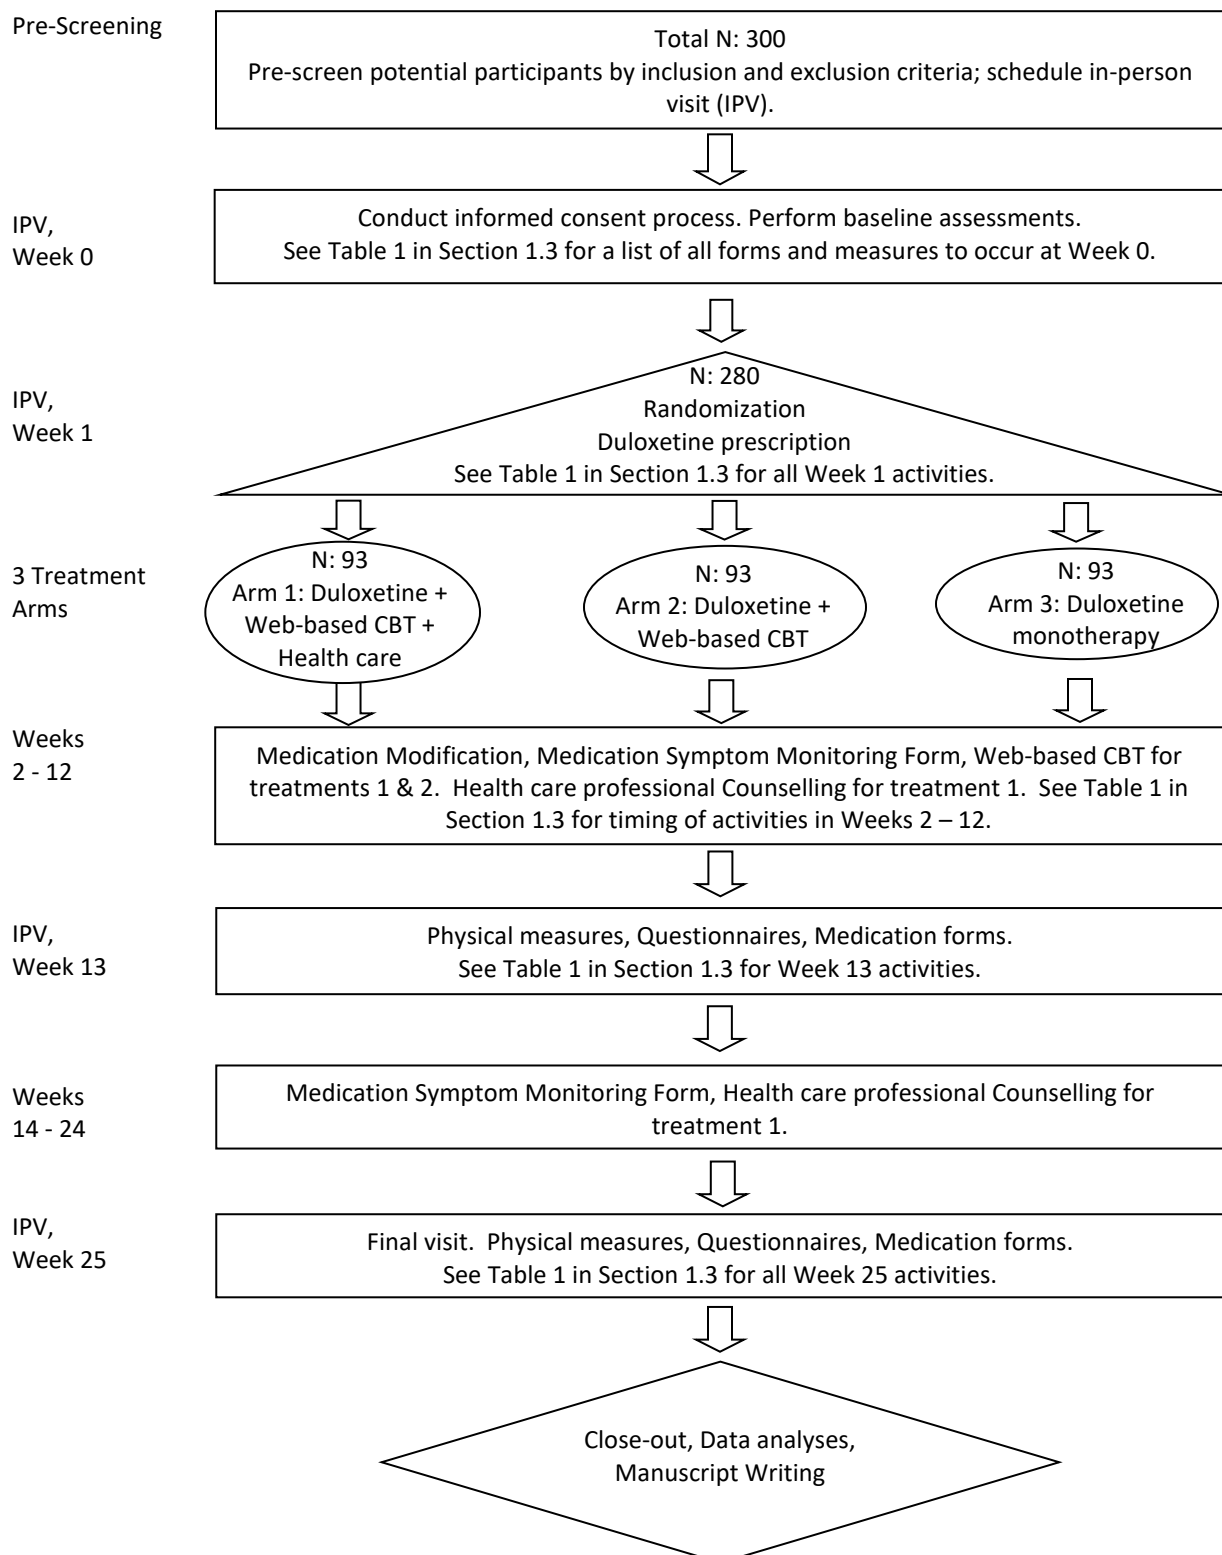 Pre-Screening
Total N: 300
Pre-screen potential participants by inclusion and exclusion criteria; schedule in-person
visit (IPV).
IPV,
Week 0
Conduct informed consent process. Perform baseline assessments.
See Table 1 in Section 1.3 for a list of all forms and measures to occur at Week 0.
IPV,
Week 1
N: 280
Randomization
Duloxetine prescription
See Table 1 in Section 1.3 for all Week 1 activities.
3 Treatment
Arms
N: 93
Arm 1: Duloxetine +
Web-based CBT +
Health care
N: 93
Arm 2: Duloxetine +
Web-based CBT
N: 93
Arm 3: Duloxetine
monotherapy
Weeks
2 - 12
Medication Modification, Medication Symptom Monitoring Form, Web-based CBT for
treatments 1 & 2.  Health care professional Counselling for treatment 1.  See Table 1 in
Section 1.3 for timing of activities in Weeks 2 – 12.
IPV,
Week 13
Physical measures, Questionnaires, Medication forms.
See Table 1 in Section 1.3 for Week 13 activities.
Weeks
14 - 24
Medication Symptom Monitoring Form, Health care professional Counselling for
treatment 1.
IPV,
Week 25
Final visit.  Physical measures, Questionnaires, Medication forms.
See Table 1 in Section 1.3 for all Week 25 activities.
Close-out, Data analyses,
Manuscript Writing